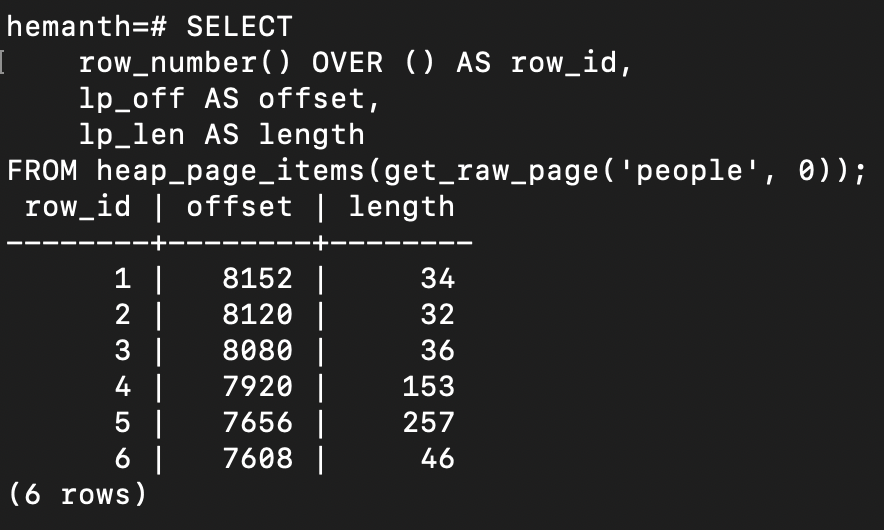 hemanth=# SELECT
    row_number() OVER () AS row_id,
    lp_off AS offset,
    lp_len AS length
FROM heap_page_items(get_raw_page('people', 0));
 row_id | offset | length
--------+--------+--------
      1 |   8152 |     34
      2 |   8120 |     32
      3 |   8080 |     36
      4 |   7920 |    153
      5 |   7656 |    257
      6 |   7608 |     46
(6 rows)